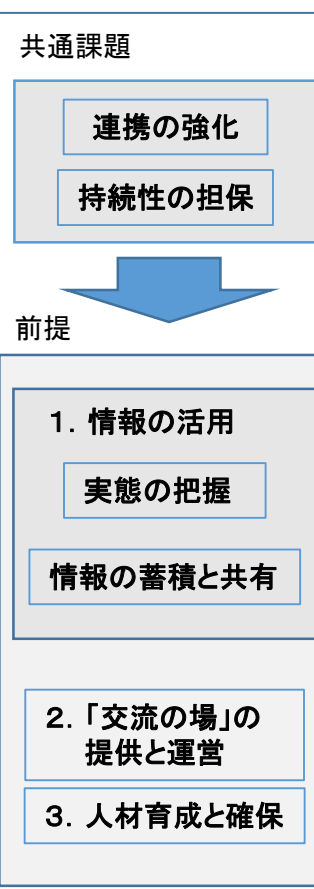 共通課題
連携の強化
持続性の担保
前提
１．情報の活用
実態の把握
情報の蓄積と共有
２．「交流の場」の
提供と運営
３．人材育成と確保